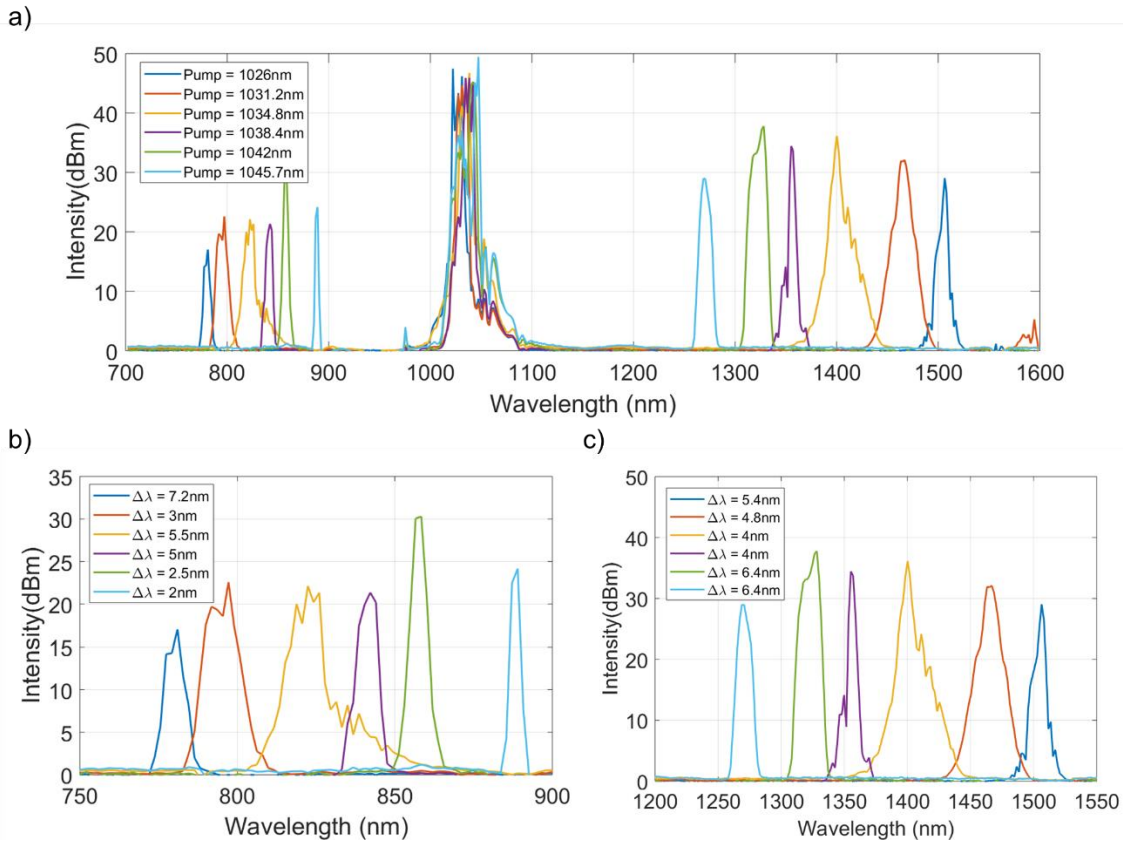 a)
Intensity(dBm)
50
40
30
20
10
0
Pump = 1026nm
Pump = 1031.2nm
Pump = 1034.8nm
Pump = 1038.4nm
Pump = 1042nm
Pump = 1045.7nm
700 800 900 1000 1100 1200 1300 1400 1500 1600
Wavelength (nm)
b)
Intensity(dBm)
35
30
25
20
15
10
5
0
Δλ = 7.2nm
Δλ = 3nm
Δλ = 5.5nm
Δλ = 5nm
Δλ = 2.5nm
Δλ = 2nm
750 800 850 900
Wavelength (nm)
c)
Intensity(dBm)
50
40
30
20
10
0
Δλ = 5.4nm
Δλ = 4.8nm
Δλ = 4nm
Δλ = 4nm
Δλ = 6.4nm
Δλ = 6.4nm
1200 1250 1300 1350 1400 1450 1500 1550
Wavelength (nm)